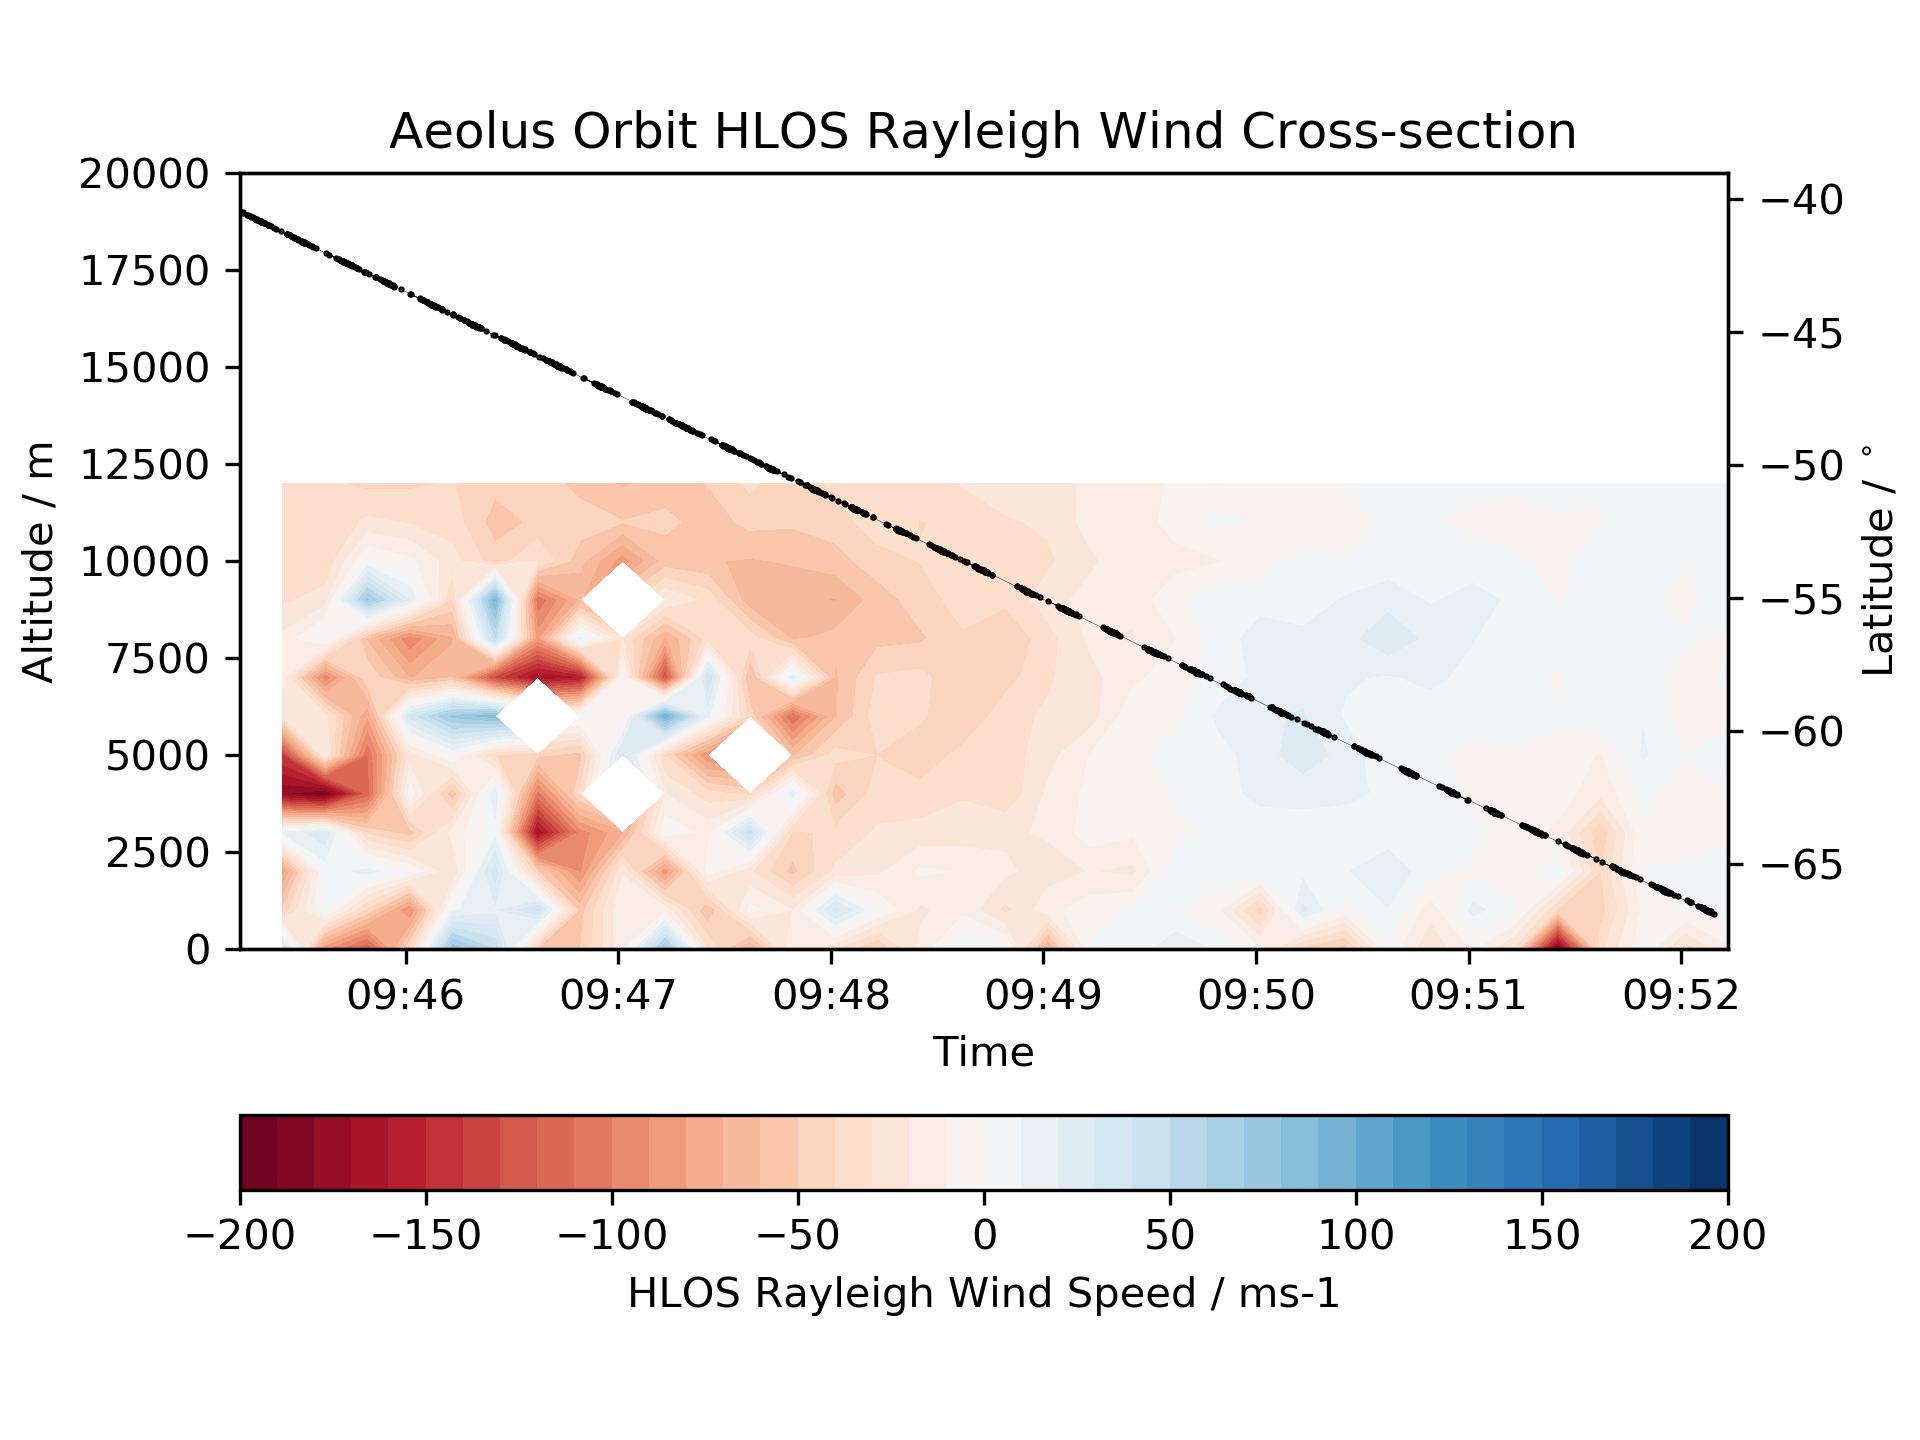 Aeolus Orbit HLOS Rayleigh Wind Cross-section
20000
17500
15000
12500
10000
7500
5000
2500
0
Altitude / m
−40
−45
−50
−55
−60
−65
Latitude / °
09:46 09:47 09:48 09:49 09:50 09:51 09:52
Time
−200 −150 −100 −50 0 50 100 150 200
HLOS Rayleigh Wind Speed / ms-1